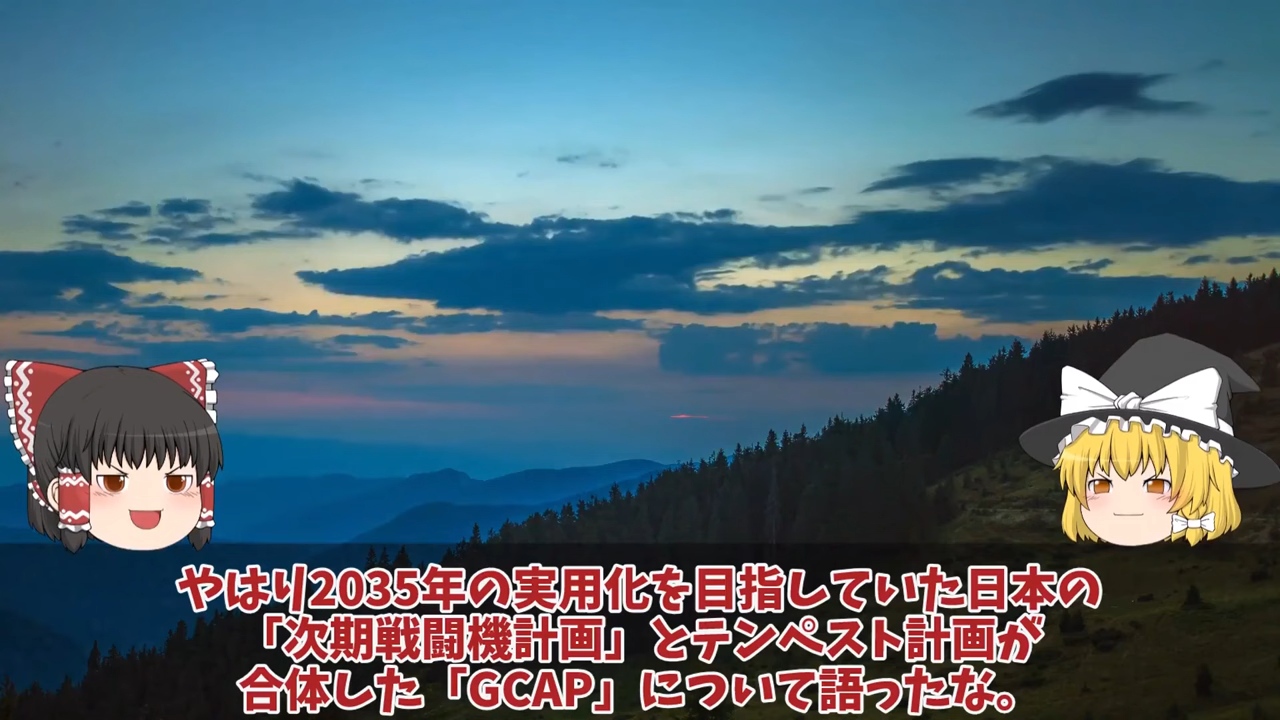 やはり2035年の実用化を目指していた日本の
「次期戦闘機計画」とテンペスト計画が
合体した「GCAP」について語ったな。